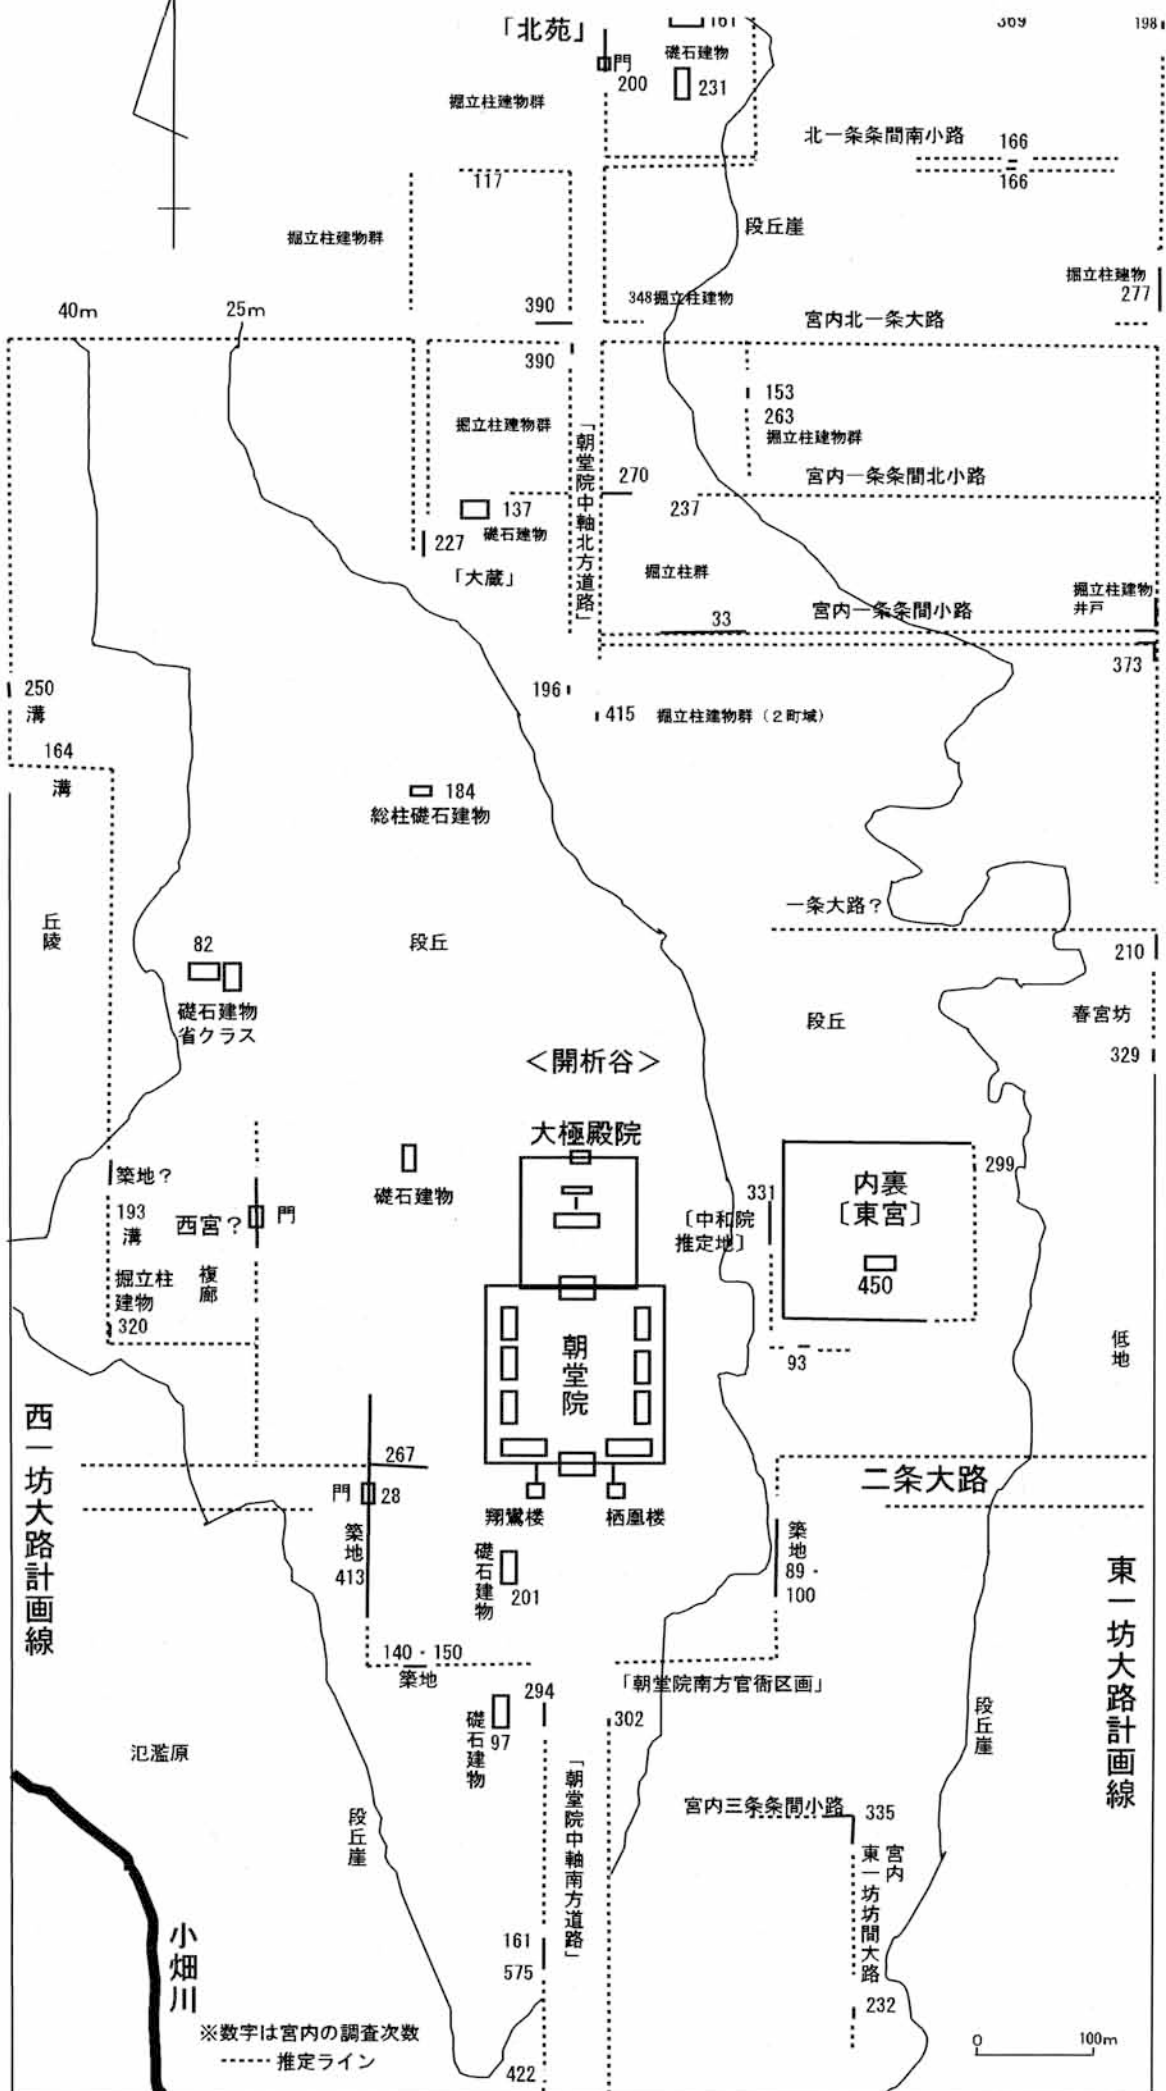 「北苑」
161
369
198
門
200
礎石建物
231
掘立柱建物群
北一条条間南小路
166
166
117
段丘崖
掘立柱建物群
掘立柱建物
277
348掘立柱建物
390
宮内北一条大路
40m
25m
390
153
263
掘立柱建物群
掘立柱建物群
「朝堂院中軸北方道路」
270
宮内一条条間北小路
137
礎石建物
237
227
「大蔵」
掘立柱群
掘立柱建物
井戸
33
宮内一条条間小路
373
250
溝
196
415
掘立柱建物群（２町域）
164
溝
184
総柱礎石建物
一条大路？
丘陵
段丘
82
礎石建物
省クラス
210
段丘
春宮坊
329
＜開析谷＞
大極殿院
築地？
礎石建物
299
内裏
〔東宮〕
331
〔中和院
推定地〕
193
溝
西宮？
門
掘立柱
建物
複廊
450
320
朝堂院
93
低地
西一坊大路計画線
267
二条大路
門
28
翔鸞楼
栖鳳楼
築地
413
礎石建物
201
築地
89・
100
東一坊大路計画線
140・150
築地
「朝堂院南方官衙区画」
294
302
礎石建物
97
段丘崖
氾濫原
「朝堂院中軸南方道路」
宮内三条条間小路
335
段丘崖
宮内
東一坊坊間大路
161
575
小畑川
232
※数字は宮内の調査次数
推定ライン
422
0
100m